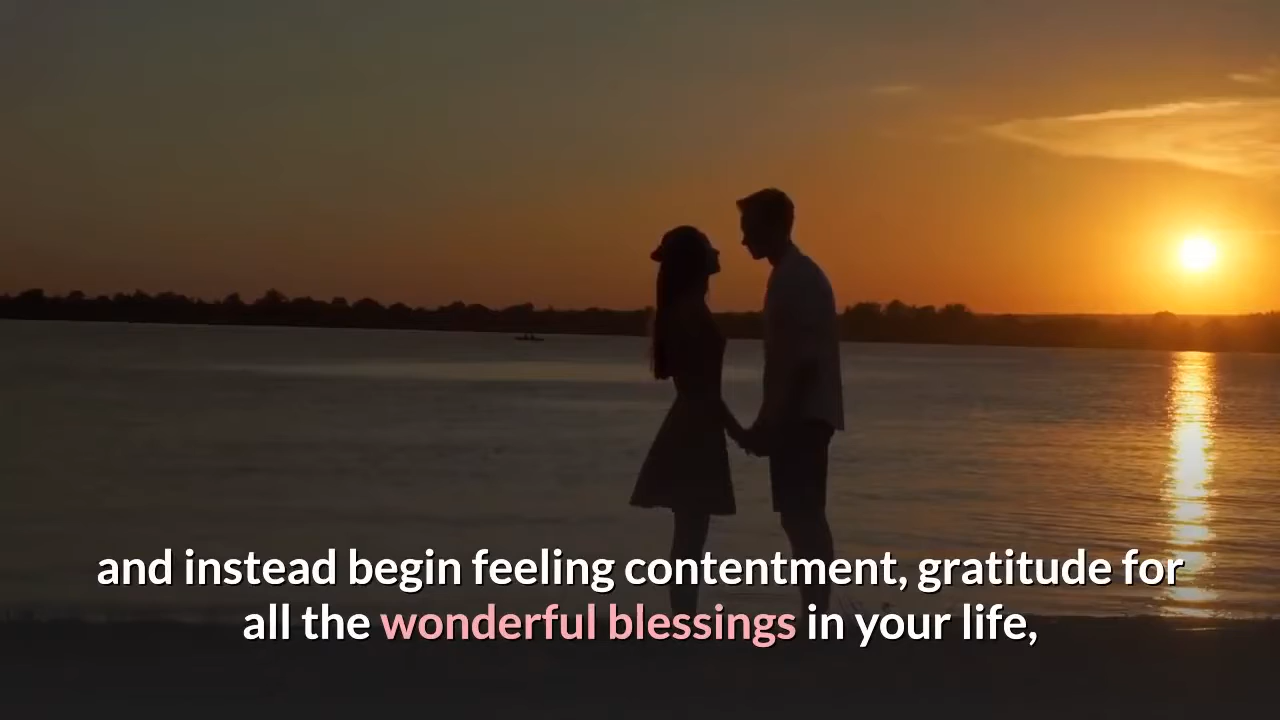 and instead begin feeling contentment, gratitude for
all the wonderful blessings in your life,